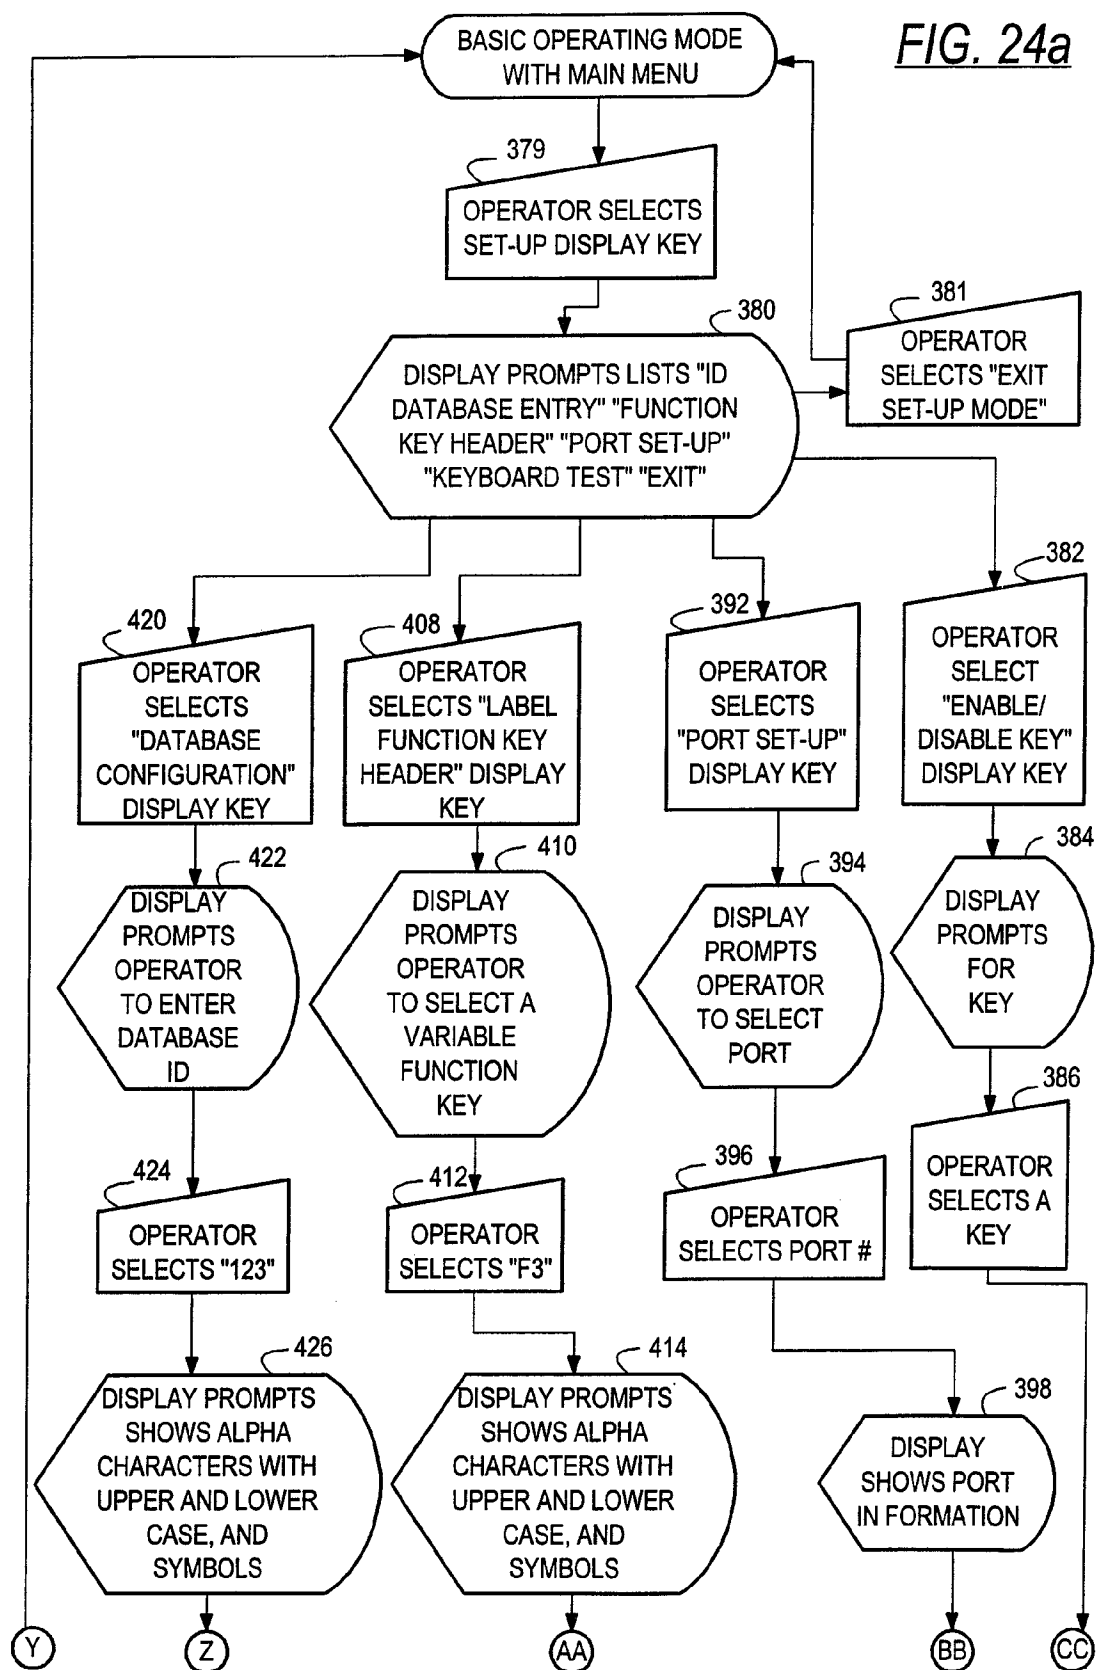 FIG. 24a
BASIC OPERATING MODE
WITH MAIN MENU
379
OPERATOR SELECTS
SET-UP DISPLAY KEY
380
DISPLAY PROMPTS LISTS "ID
DATABASE ENTRY" "FUNCTION
KEY HEADER" "PORT SET-UP"
"KEYBOARD TEST" "EXIT"
381
OPERATOR
SELECTS "EXIT
SET-UP MODE"
420
OPERATOR
SELECTS
"DATABASE
CONFIGURATION"
DISPLAY KEY
408
OPERATOR
SELECTS "LABEL
FUNCTION KEY
HEADER" DISPLAY
KEY
392
OPERATOR
SELECTS
"PORT SET-UP"
DISPLAY KEY
382
OPERATOR
SELECT
"ENABLE/
DISABLE KEY"
DISPLAY KEY
422
DISPLAY
PROMPTS
OPERATOR
TO ENTER
DATABASE
ID
410
DISPLAY
PROMPTS
OPERATOR
TO SELECT A
VARIABLE
FUNCTION
KEY
394
DISPLAY
PROMPTS
OPERATOR
TO SELECT
PORT
384
DISPLAY
PROMPTS
FOR
KEY
424
OPERATOR
SELECTS "123"
412
OPERATOR
SELECTS "F3"
396
OPERATOR
SELECTS PORT #
386
OPERATOR
SELECTS A
KEY
426
DISPLAY PROMPTS
SHOWS ALPHA
CHARACTERS WITH
UPPER AND LOWER
CASE, AND
SYMBOLS
414
DISPLAY PROMPTS
SHOWS ALPHA
CHARACTERS WITH
UPPER AND LOWER
CASE, AND
SYMBOLS
398
DISPLAY
SHOWS PORT
IN FORMATION
Y
Z
AA
BB
CC